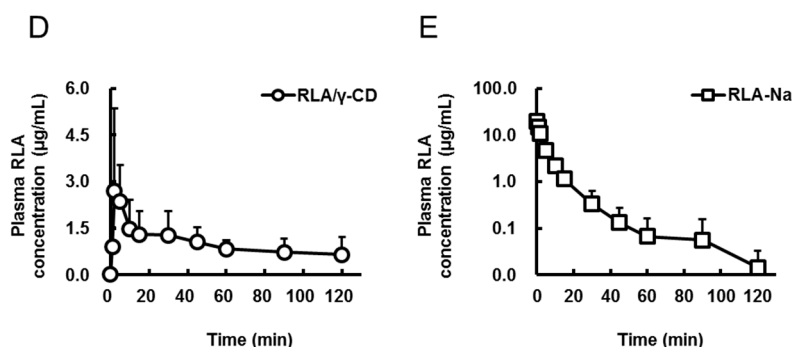 D
6.0
4.5
3.0
1.5
0.0
Plasma RLA
concentration (μg/mL)
RLA/γ-CD
0 20 40 60 80 100 120
Time (min)
E
100.0
10.0
1.0
0.1
0.0
Plasma RLA
concentration (μg/mL)
RLA-Na
0 20 40 60 80 100 120
Time (min)